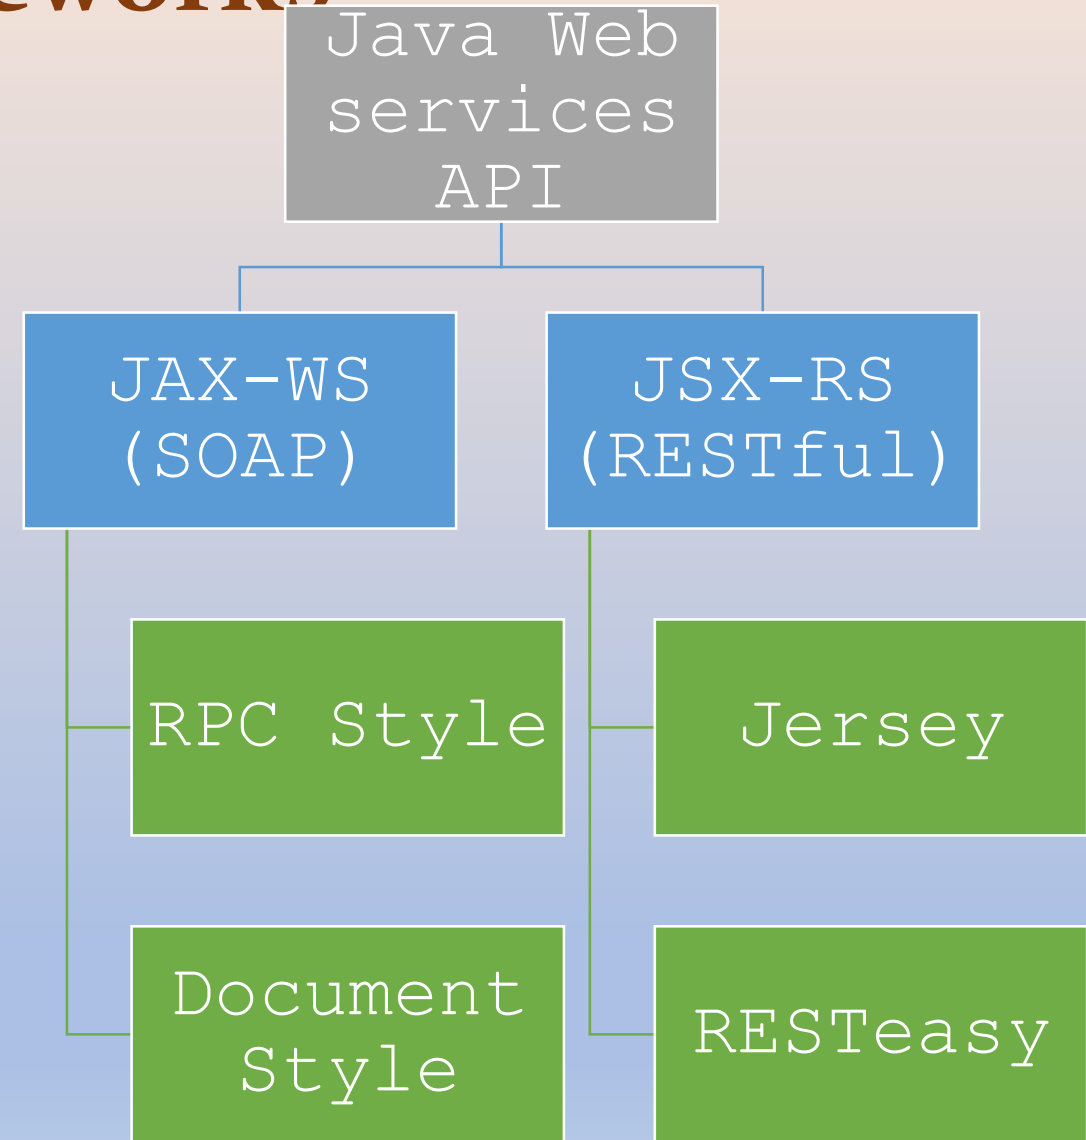 Java Web
services
API
JAX-WS
(SOAP)
JSX-RS
(RESTful)
RPC Style
Jersey
Document
Style
RESTeasy